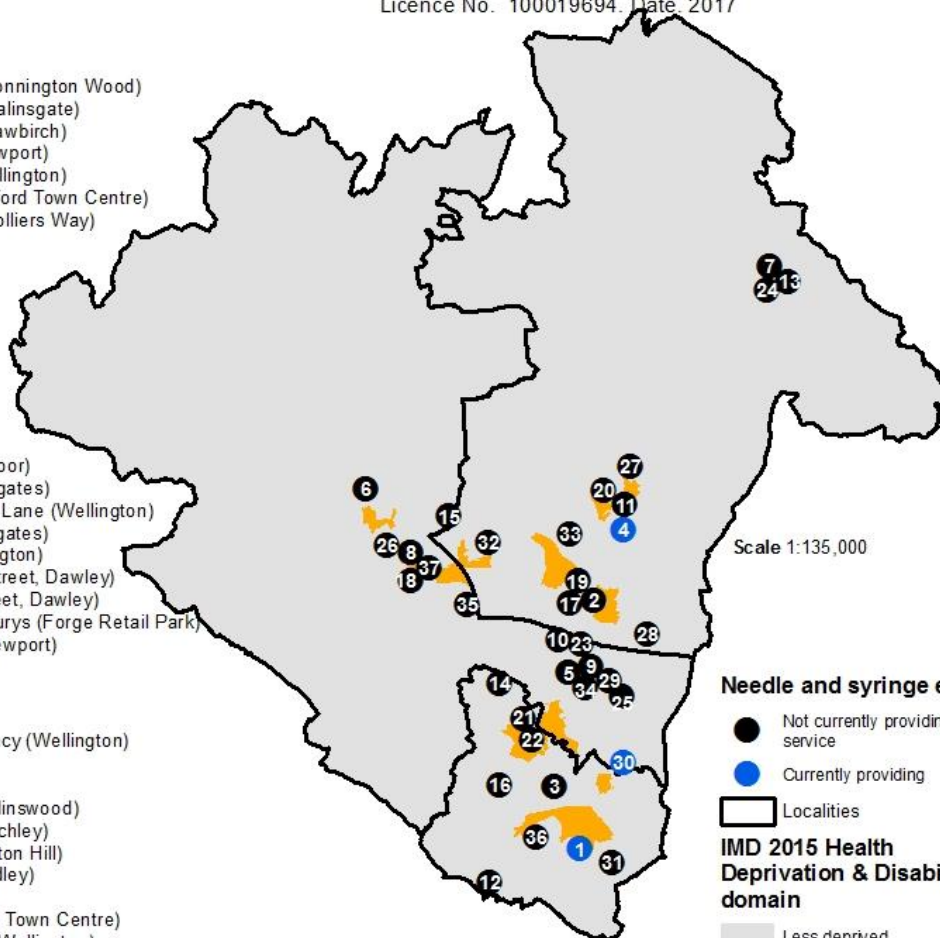 Licence No. 100019694. Date. 2017
onnington Wood)
alinsgate)
awbirch)
wport)
llington)
ford Town Centre)
olliers Way)
7
13
24
oor)
gates)
Lane (Wellington)
gates)
gton)
treet, Dawley)
eet, Dawley)
urys (Forge Retail Park)
ewport)
27
6
20
11
15
4
33
32
26
8
37
18
19
17
2
35
28
10
23
9
5
29
34
25
14
21
22
30
16
3
36
1
31
12
Scale 1:135,000
cy (Wellington)
linswood)
chley)
ton Hill)
dley)
Town Centre)
Needle and syringe e
Not currently providin
service
Currently providing
Localities
IMD 2015 Health
Deprivation & Disabi
domain
Less deprived